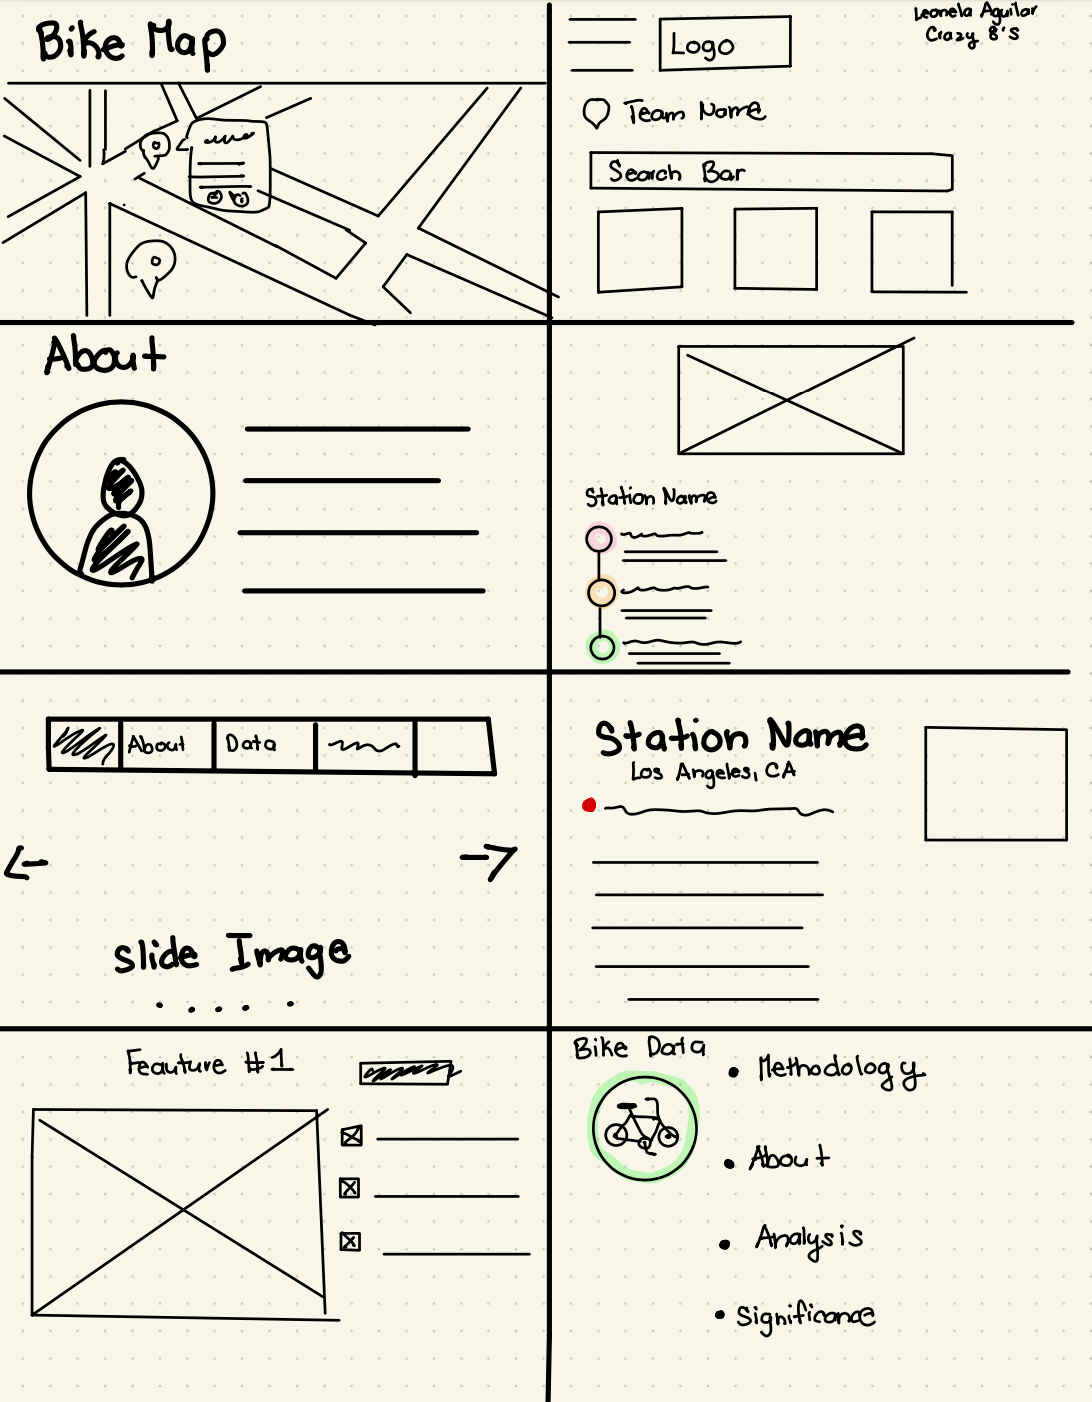 Bike Map
Leonela Aguilar
Crazy 8's
Logo
Team Name
Search Bar
About
Station Name
About
Data
slide Image
Station Name
Los Angeles, CA
Feauture #1
Bike Data
Methodology
About
Analysis
Significance